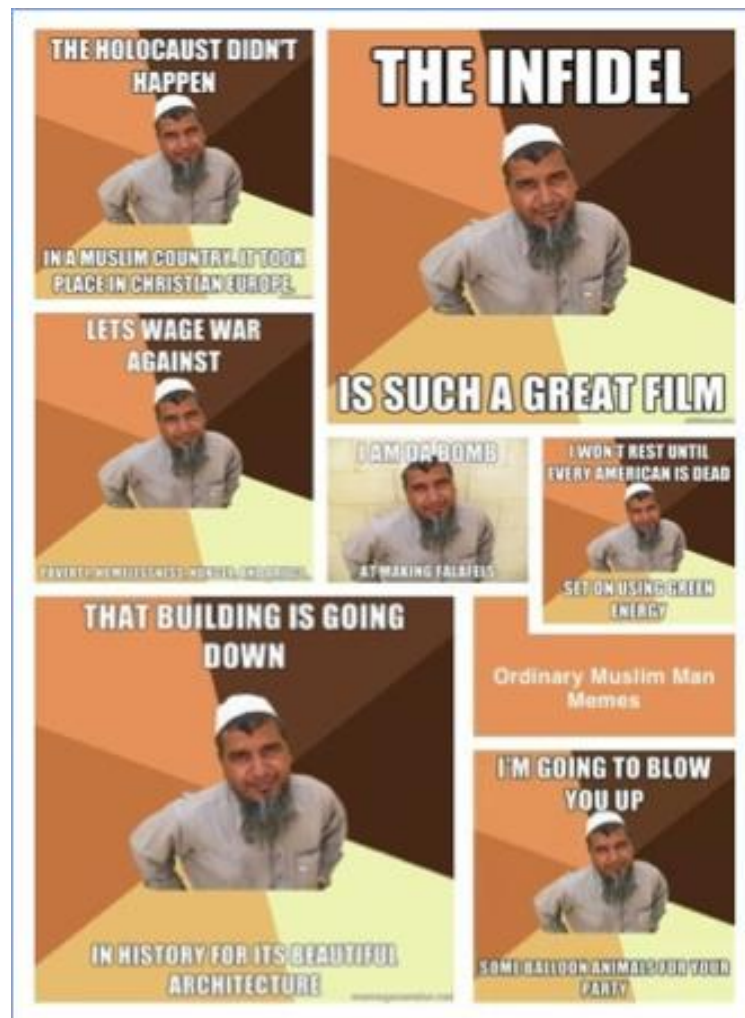 THE HOLOCAUST DIDN'T
HAPPEN
IN A MUSLIM COUNTRY. IT TOOK
PLACE IN CHRISTIAN EUROPE.
THE INFIDEL
IS SUCH A GREAT FILM
LETS WAGE WAR
AGAINST
HOMELESSNESS, HUNGER, AND
I AM DA BOMB
AT MAKING FALAFELS
I WON'T REST UNTIL
EVERY AMERICAN IS DEAD
SET ON USING GREEN
ENERGY
THAT BUILDING IS GOING
DOWN
IN HISTORY FOR ITS BEAUTIFUL
ARCHITECTURE
Ordinary Muslim Man
Memes
I'M GOING TO BLOW
YOU UP
SOME BALLOON ANIMALS FOR YOUR
PARTY